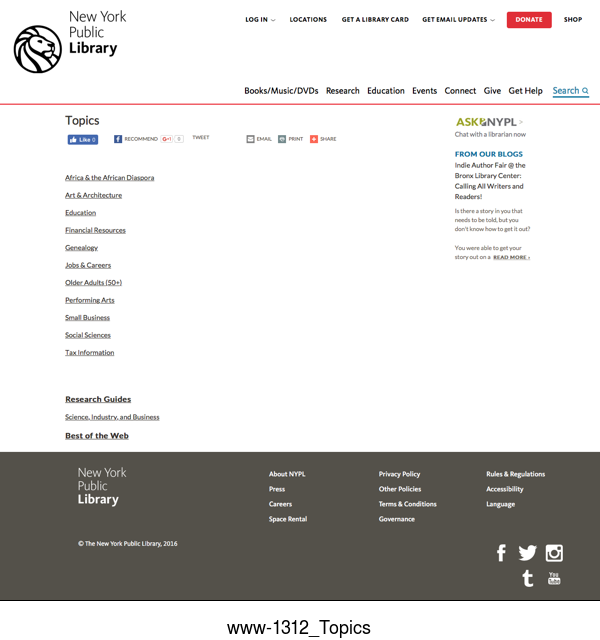 New York
Public
Library
LOG IN
LOCATIONS
GET A LIBRARY CARD
GET EMAIL UPDATES
DONATE
SHOP
Books/Music/DVDs Research Education Events Connect Give Get Help Search
Topics
Like 0
RECOMMEND
G+1 0
TWEET
EMAIL
PRINT
SHARE
Africa & the African Diaspora
Art & Architecture
Education
Financial Resources
Genealogy
Jobs & Careers
Older Adults (50+)
Performing Arts
Small Business
Social Sciences
Tax Information
Research Guides
Science, Industry, and Business
Best of the Web
ASK NYPL >
Chat with a librarian now
FROM OUR BLOGS
Indie Author Fair @ the
Bronx Library Center:
Calling All Writers and
Readers!
Is there a story in you that
needs to be told, but you
don't know how to get it out?
You were able to get your
story out on a READ MORE ›
New York
Public
Library
About NYPL
Press
Careers
Space Rental
Privacy Policy
Other Policies
Terms & Conditions
Governance
Rules & Regulations
Accessibility
Language
© The New York Public Library, 2016
You
Tube
www-1312_Topics